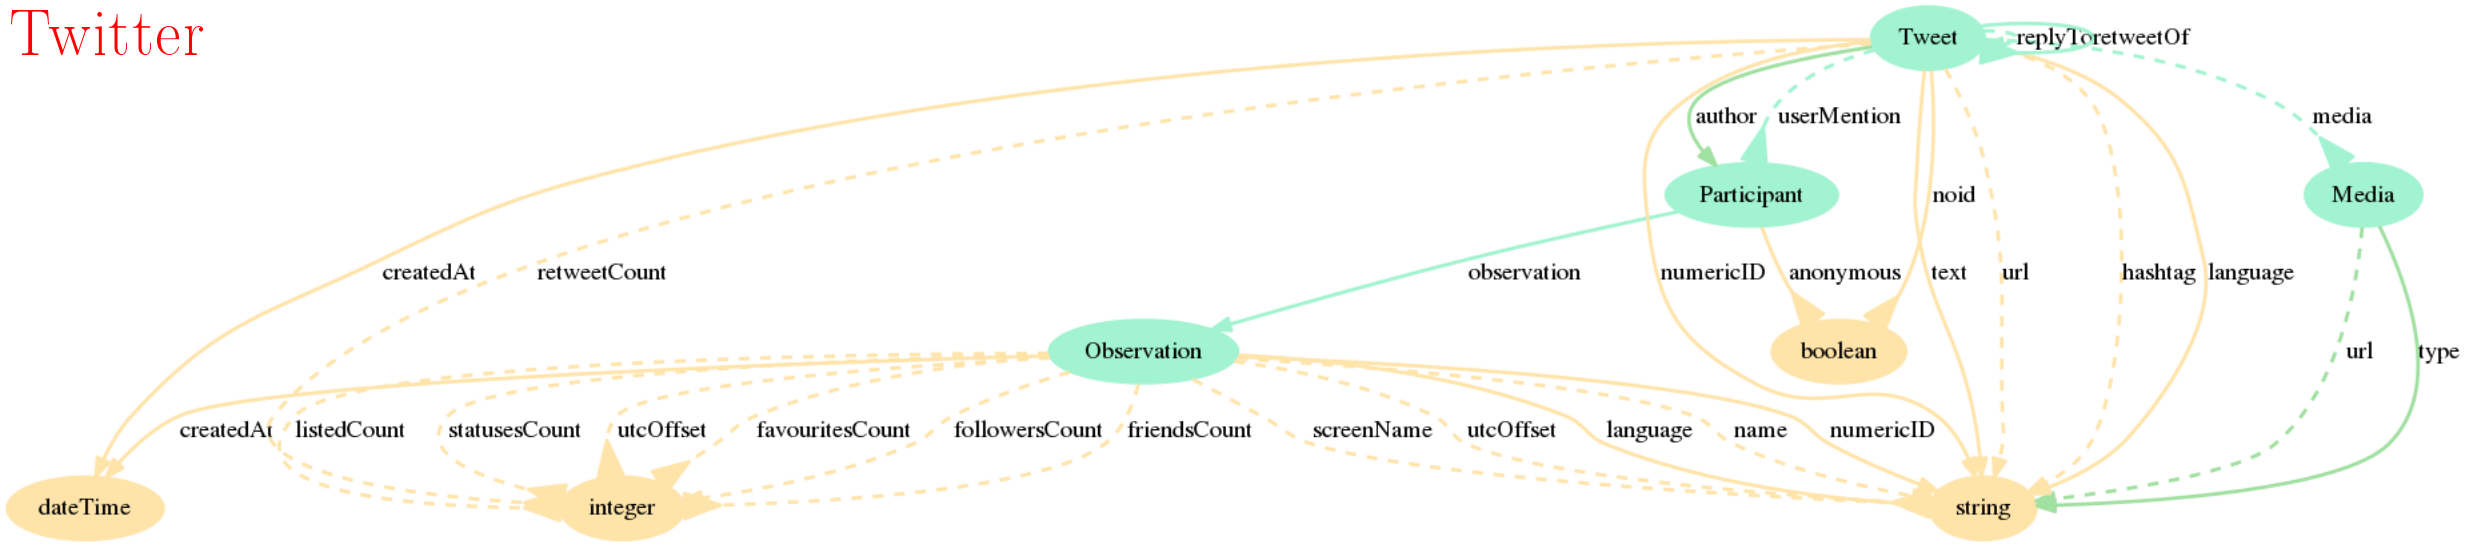 Twitter
Tweet
replyTo
retweetOf
author
userMention
media
Participant
noid
Media
createdAt
retweetCount
observation
numericID
anonymous
text
url
hashtag
language
Observation
boolean
url
type
createdAt
listedCount
statusesCount
utcOffset
favouritesCount
followersCount
friendsCount
screenName
utcOffset
language
name
numericID
dateTime
integer
string